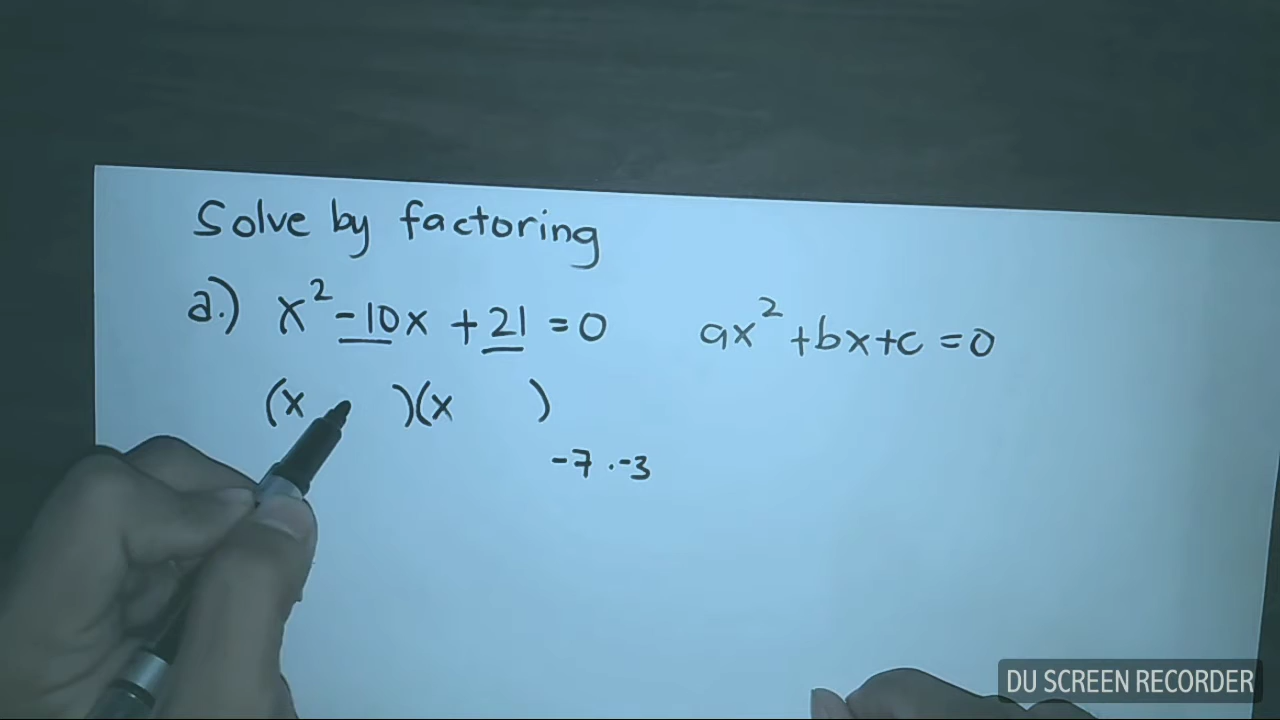 Solve by factoring
a.) x² -10x + 21 = 0
ax² + bx + c = 0
(x )(x )
-7 · -3
DU SCREEN RECORDER